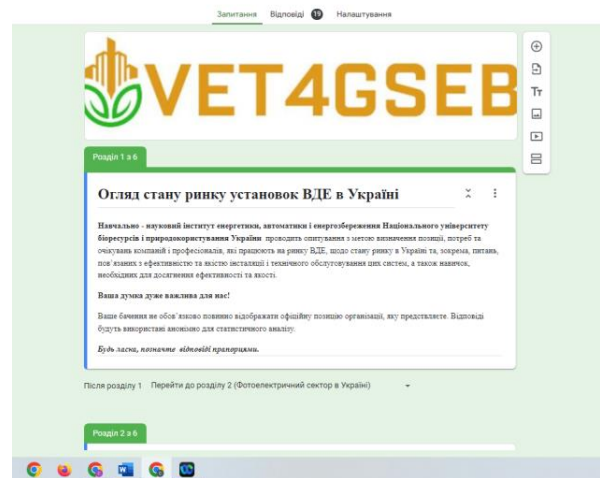 Запитання Відповіді 19 Налаштування
VET4GSEB
Розділ 1 з 6
Огляд стану ринку установок ВДЕ в Україні
Навчально - науковий інститут енергетики, автоматики і енергозбереження Національного університету
біоресурсів і природокористування України проводить опитування з метою визначення позиції, потреб та
очікувань компаній і професіоналів, які працюють на ринку ВДЕ, щодо стану ринку в Україні та, зокрема, питань,
пов'язаних з ефективністю та якістю інсталяції і технічного обслуговування цих систем, а також навичок,
необхідних для досягнення ефективності та якості.
Ваша думка дуже важлива для нас!
Ваше бачення не обов'язково повинно відображати офіційну позицію організації, яку представляєте. Відповіді
будуть використані анонімно для статистичного аналізу.
Будь ласка, позначте відповіді прапорцями.
Після розділу 1 Перейти до розділу 2 (Фотоелектричний сектор в Україні)
Розділ 2 з 6